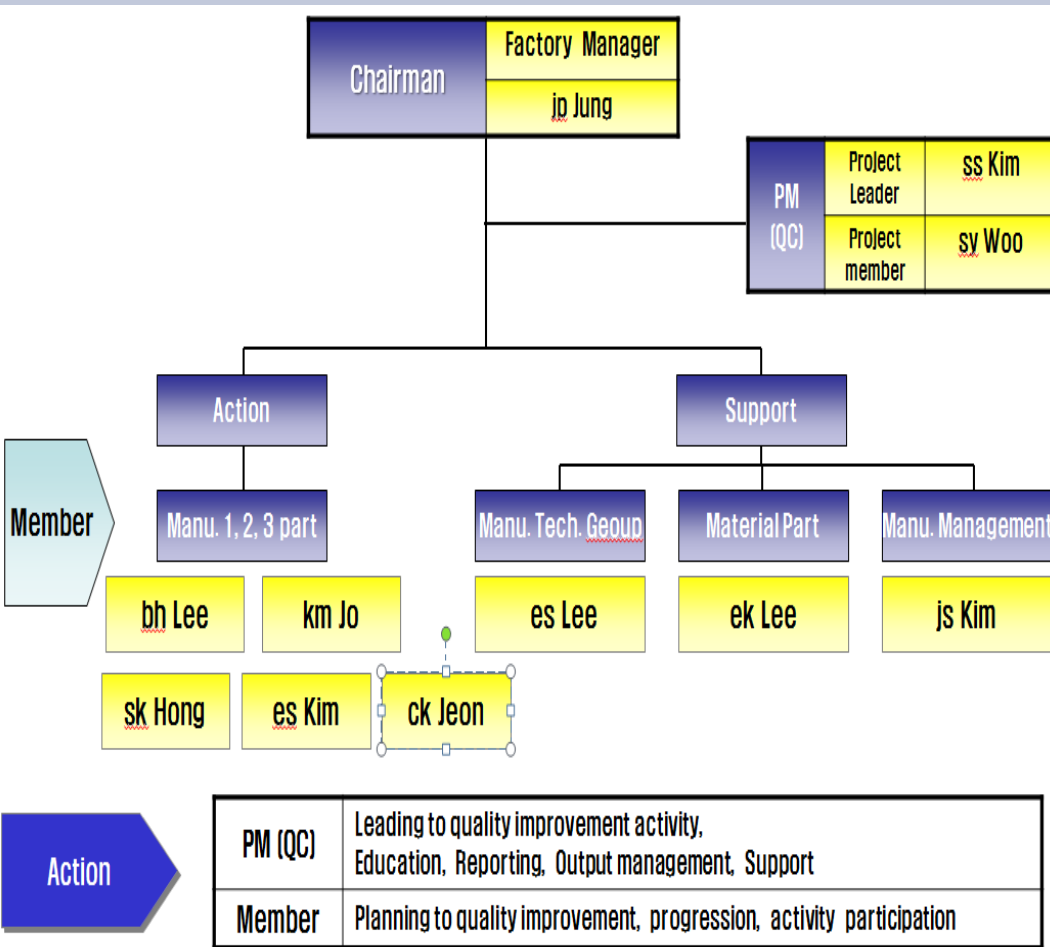 Chairman
Factory Manager
jp Jung
PM
(QC)
Project
Leader
ss Kim
Project
member
sy Woo
Action
Support
Member
Manu. 1, 2, 3 part
Manu. Tech. Geoup
Material Part
Manu. Management
bh Lee
km Jo
es Lee
ek Lee
js Kim
sk Hong
es Kim
ck Jeon
Action
PM (QC)
Leading to quality improvement activity,
Education, Reporting, Output management, Support
Member
Planning to quality improvement, progression, activity participation